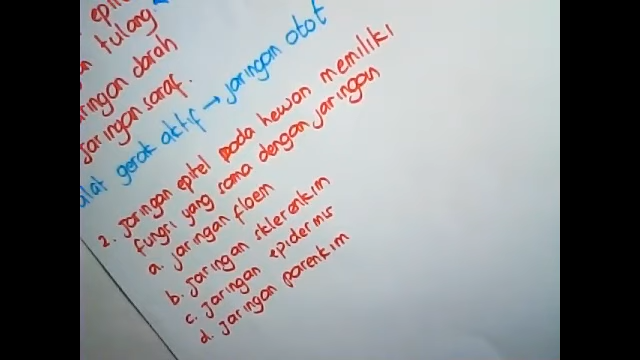 epit
tulang
jaringan darah
jaringan saraf.
alat gerak aktif → jaringan otot
2. jaringan epitel pada hewan memiliki
fungsi yang sama dengan jaringan
a. jaringan floem
b. jaringan sklerenkim
c. jaringan epidermis
d. jaringan parenkim